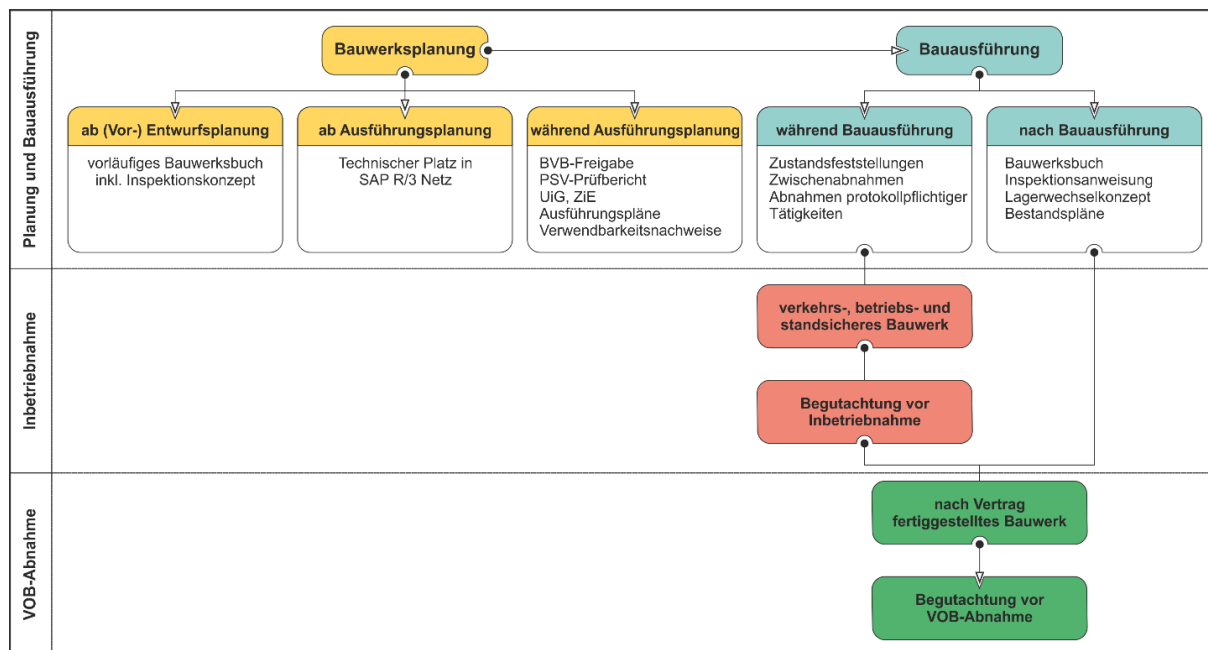 Planung und Bauausführung
Bauwerksplanung
Bauausführung
ab (Vor-) Entwurfsplanung
vorläufiges Bauwerksbuch
inkl. Inspektionskonzept
ab Ausführungsplanung
Technischer Platz in
SAP R/3 Netz
während Ausführungsplanung
BVB-Freigabe
PSV-Prüfbericht
UiG, ZiE
Ausführungspläne
Verwendbarkeitsnachweise
während Bauausführung
Zustandsfeststellungen
Zwischenabnahmen
Abnahmen protokollpflichtiger
Tätigkeiten
nach Bauausführung
Bauwerksbuch
Inspektionsanweisung
Lagerwechselkonzept
Bestandspläne
Inbetriebnahme
verkehrs-, betriebs- und
standsicheres Bauwerk
Begutachtung vor
Inbetriebnahme
VOB-Abnahme
nach Vertrag
fertiggestelltes Bauwerk
Begutachtung vor
VOB-Abnahme